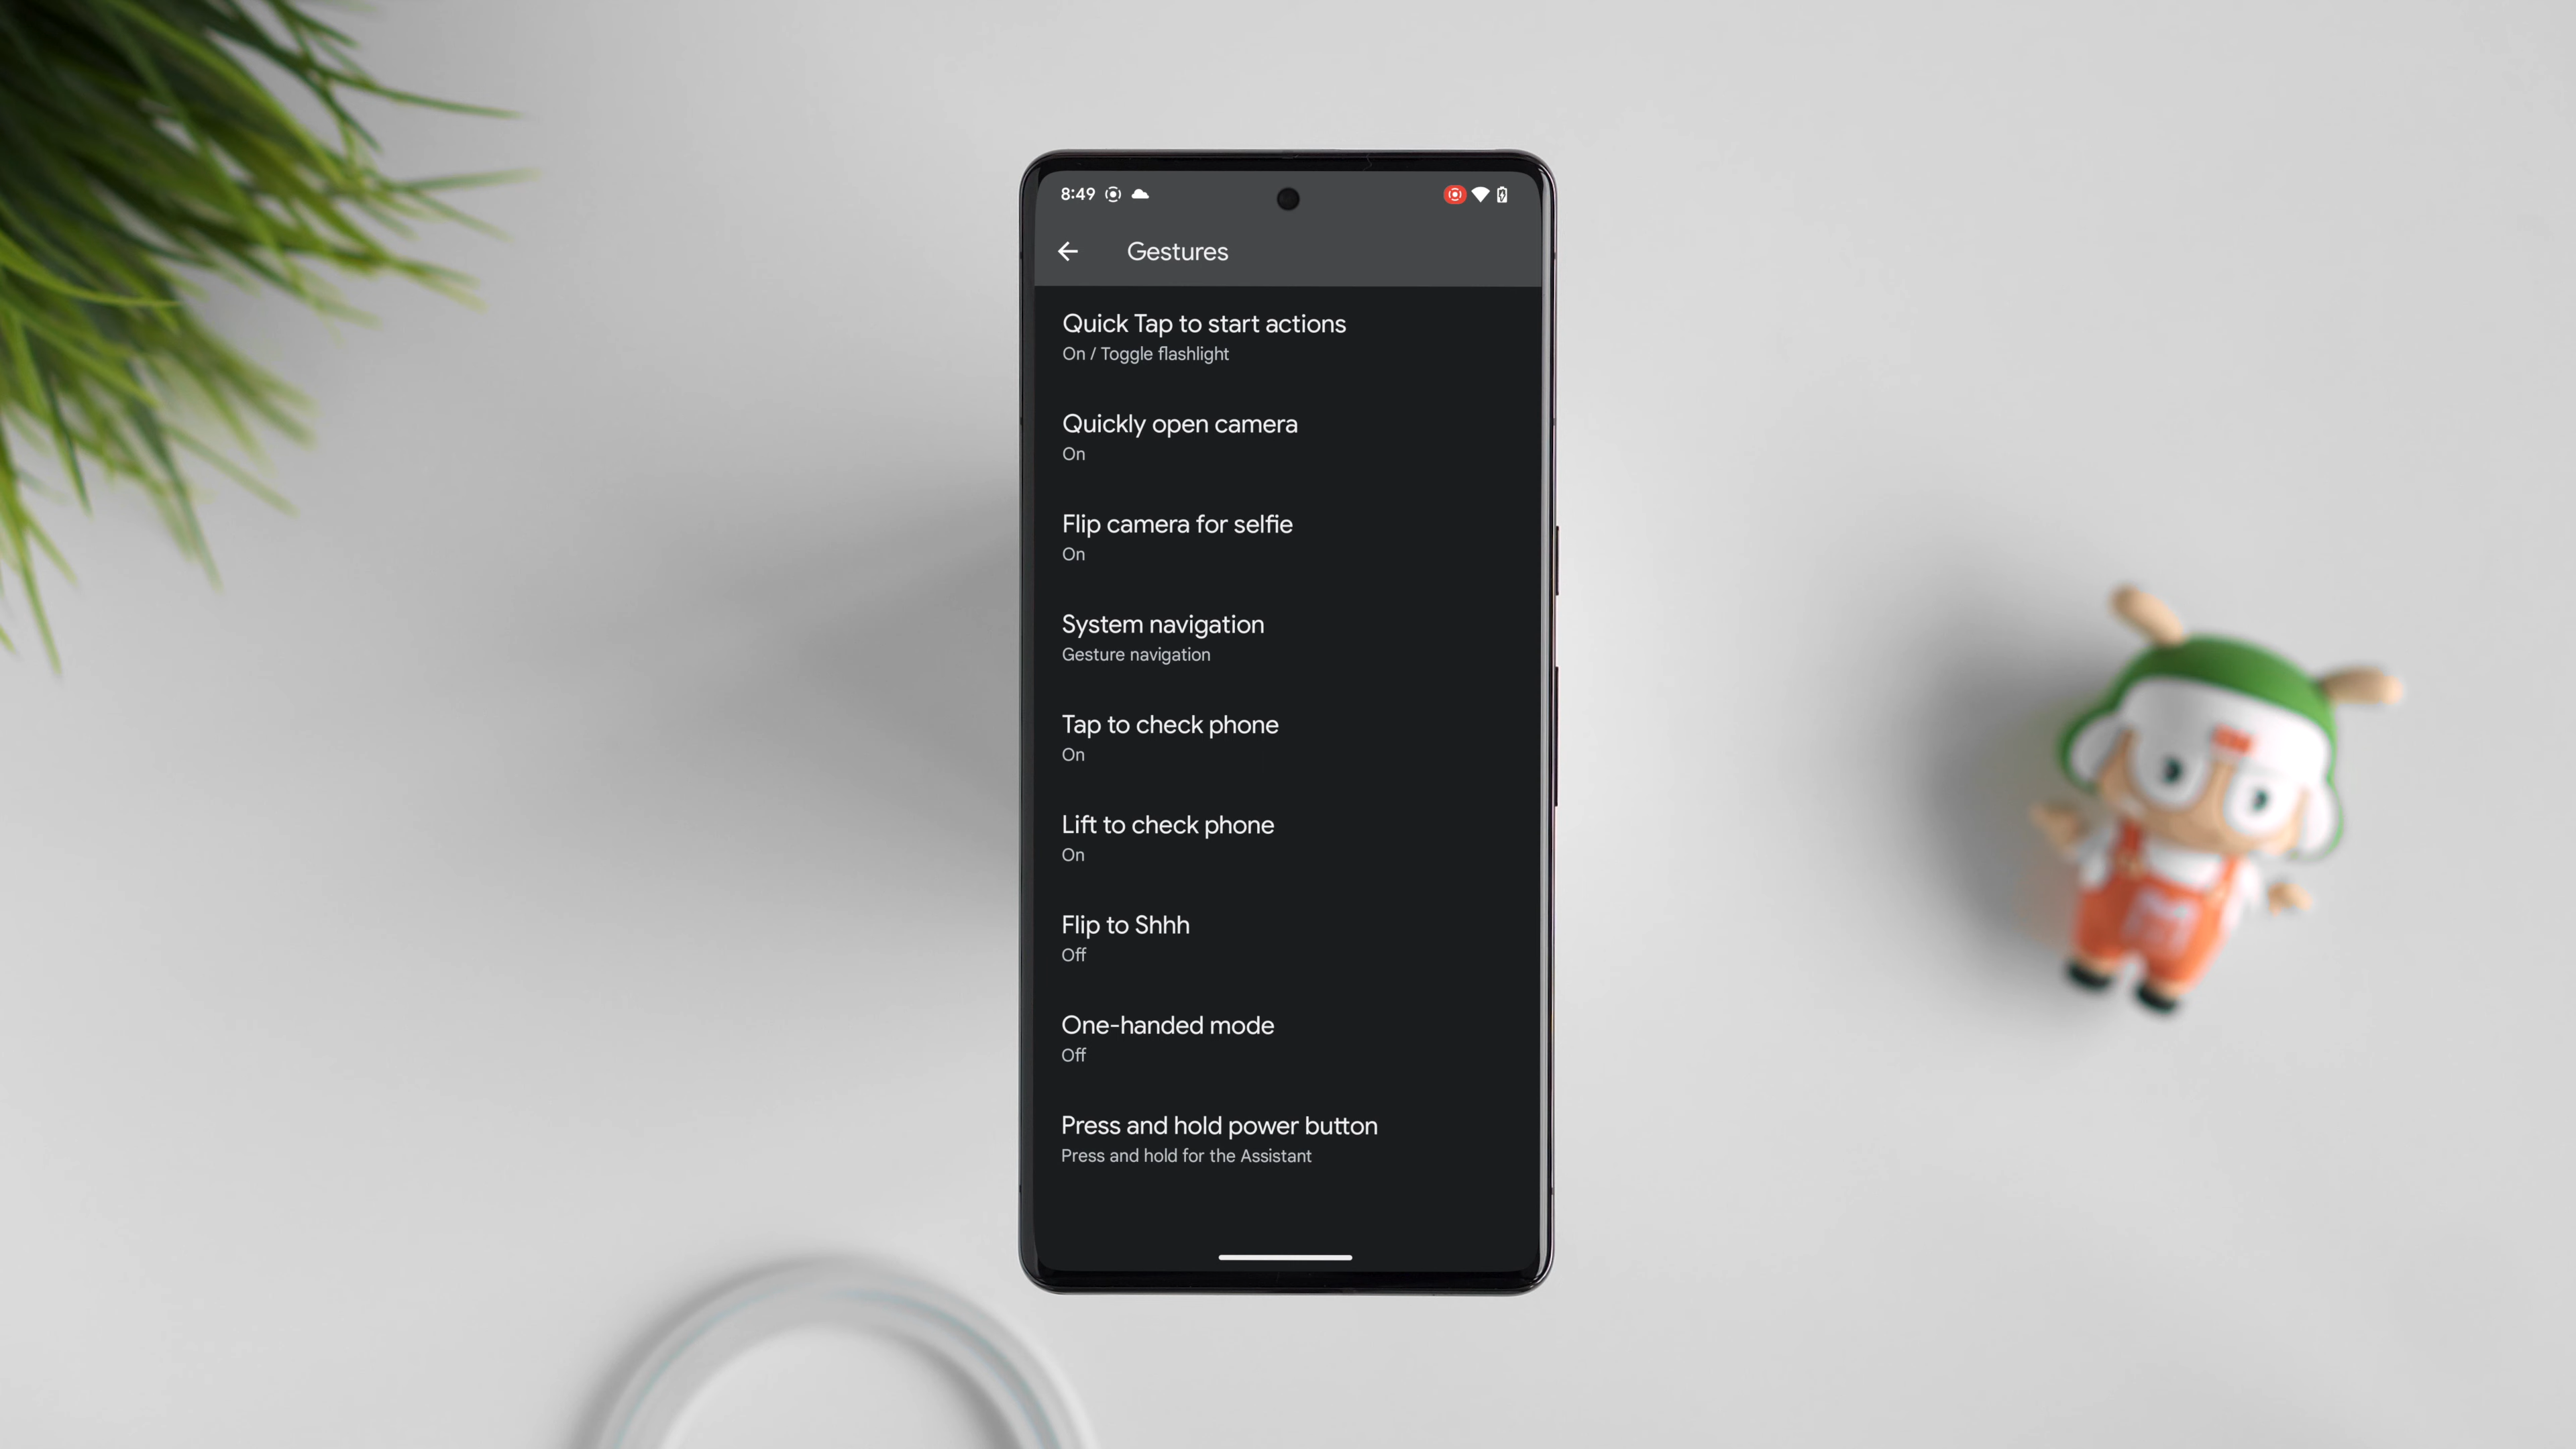 8:49
Gestures
Quick Tap to start actions
On / Toggle flashlight
Quickly open camera
On
Flip camera for selfie
On
System navigation
Gesture navigation
Tap to check phone
On
Lift to check phone
On
Flip to Shhh
Off
One-handed mode
Off
Press and hold power button
Press and hold for the Assistant